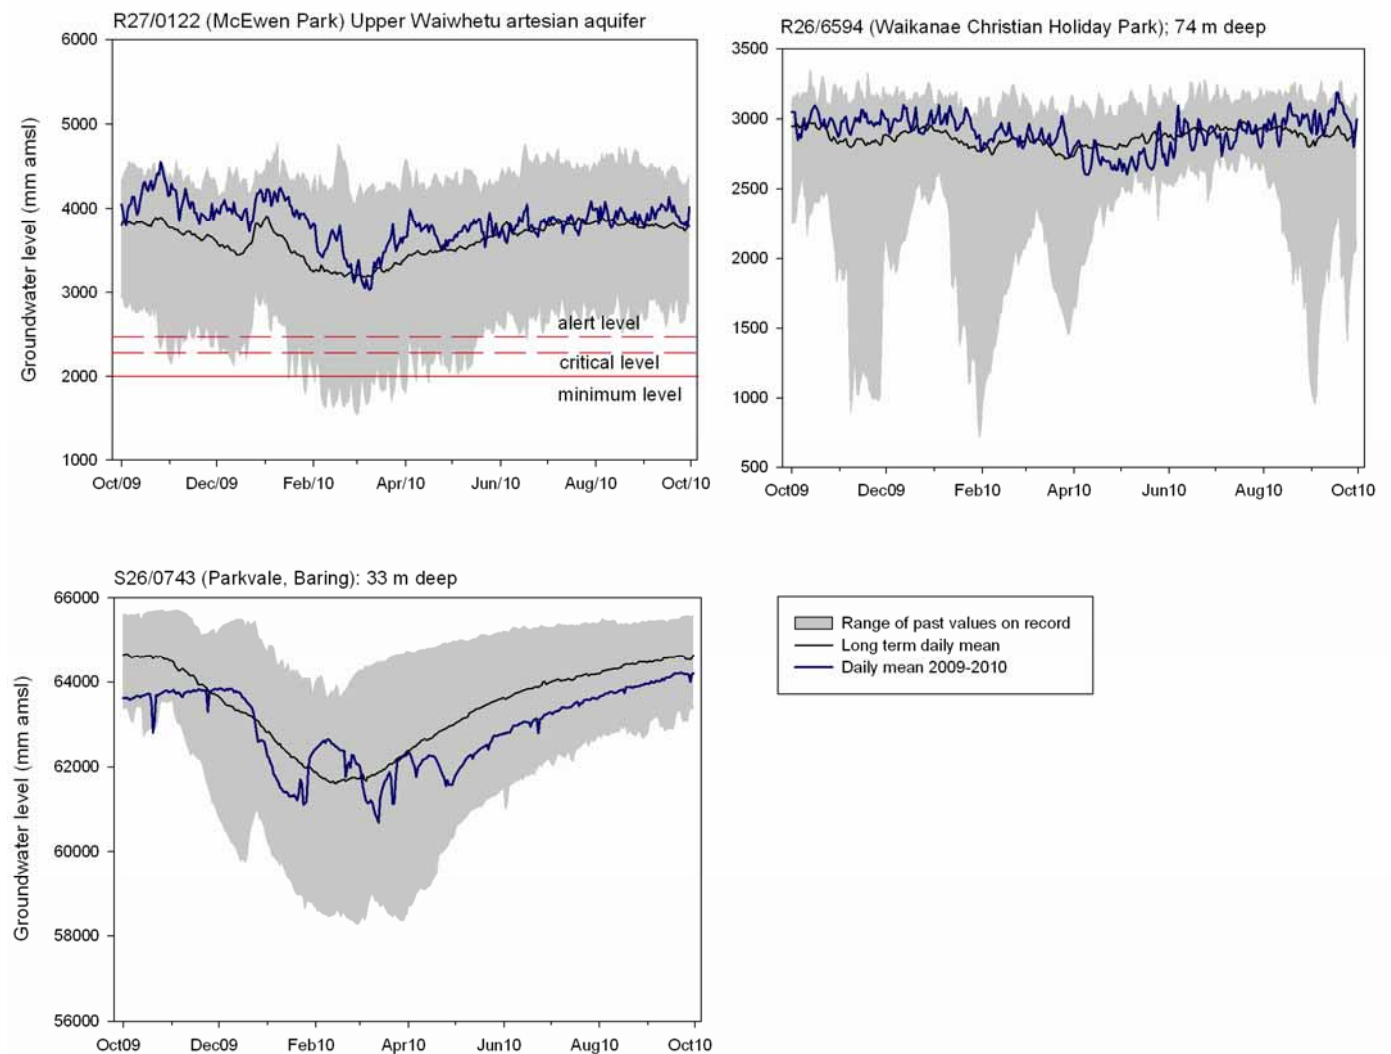 R27/0122 (McEwen Park) Upper Waiwhetu artesian aquifer
Groundwater level (mm amsl)
6000
5000
4000
3000
2000
1000
alert level
critical level
minimum level
Oct/09 Dec/09 Feb/10 Apr/10 Jun/10 Aug/10 Oct/10
R26/6594 (Waikanae Christian Holiday Park); 74 m deep
3500
3000
2500
2000
1500
1000
500
Oct09 Dec09 Feb10 Apr10 Jun10 Aug10 Oct10
S26/0743 (Parkvale, Baring): 33 m deep
Groundwater level (mm amsl)
66000
64000
62000
60000
58000
56000
Oct09 Dec09 Feb10 Apr10 Jun10 Aug10 Oct10
Range of past values on record
Long term daily mean
Daily mean 2009-2010